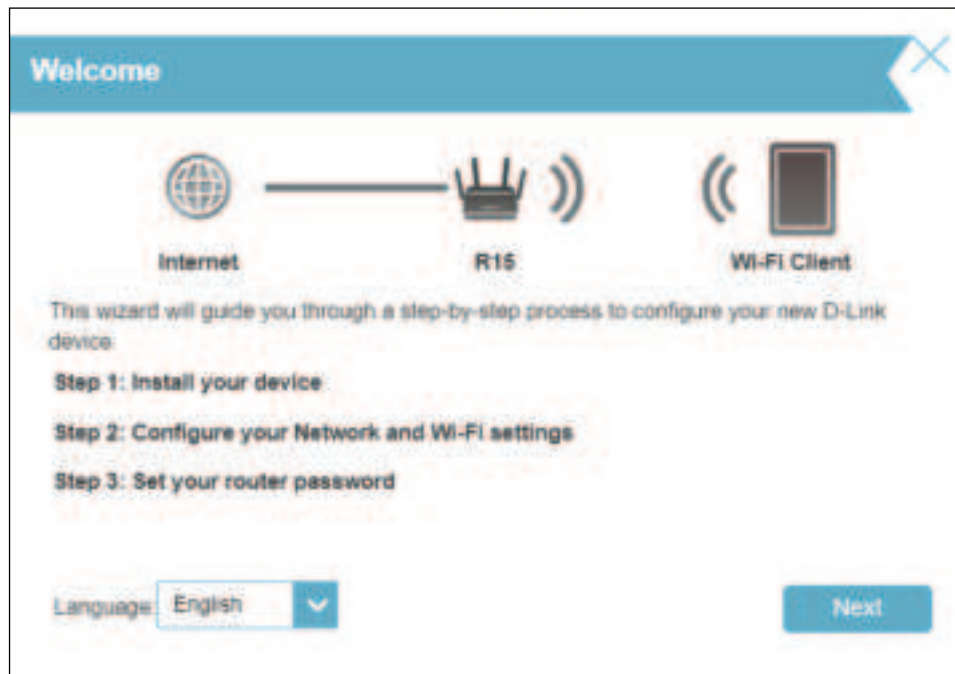 Welcome
Internet R15 Wi-Fi Client
This wizard will guide you through a step-by-step process to configure your new D-Link
device.
Step 1: Install your device
Step 2: Configure your Network and Wi-Fi settings
Step 3: Set your router password
Language: English Next